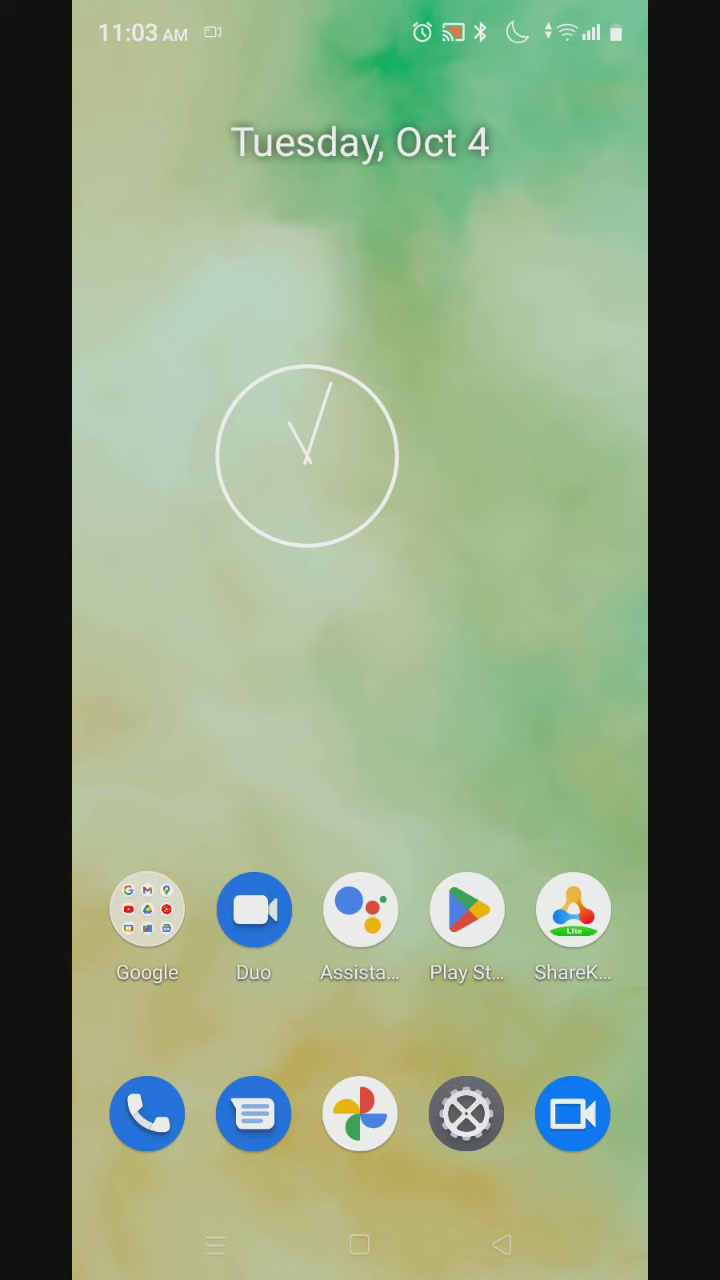 11:03 AM
Tuesday, Oct 4
Google
Duo
Assista...
Play St...
ShareK...
Lite